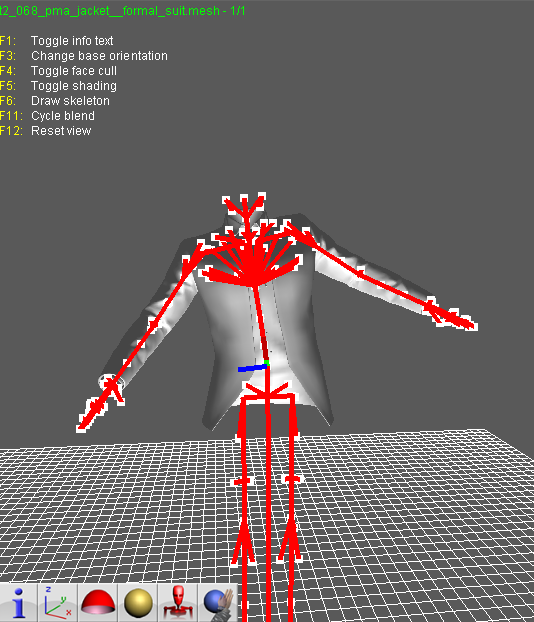 t2_068_pma_jacket__formal_suit.mesh - 1/1
F1: Toggle info text
F3: Change base orientation
F4: Toggle face cull
F5: Toggle shading
F6: Draw skeleton
F11: Cycle blend
F12: Reset view
z
y
x